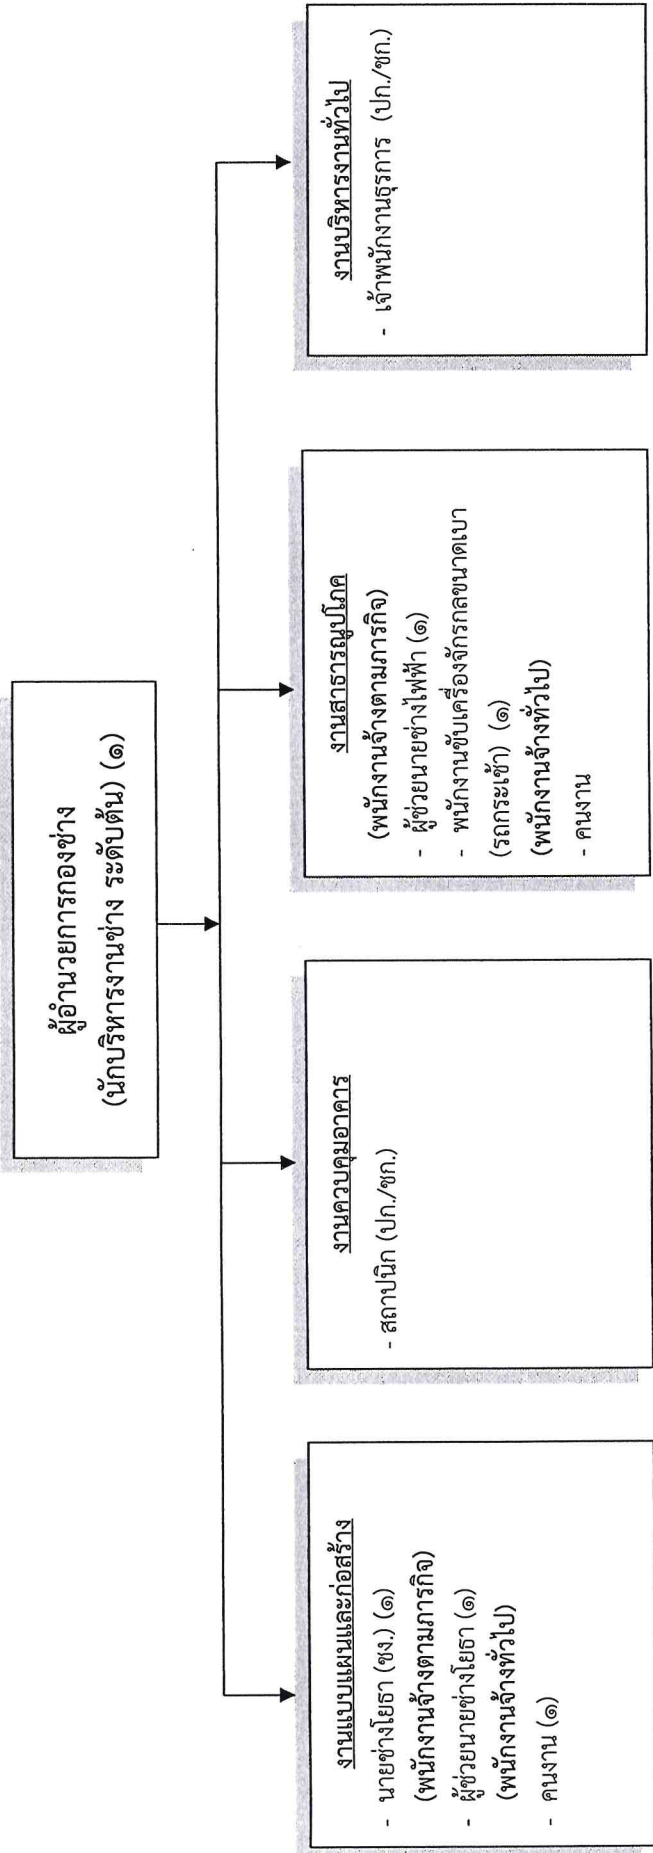 ผู้อำนวยการกองช่าง
(นักบริหารงานช่าง ระดับต้น) (๑)
งานแบบแผนและก่อสร้าง
- นายช่างโยธา (ชง.) (๑)
(พนักงานจ้างตามภารกิจ)
- ผู้ช่วยนายช่างโยธา (๑)
(พนักงานจ้างทั่วไป)
- คนงาน (๑)
งานควบคุมอาคาร
- สถาปนิก (ปก./ชก.)
งานสาธารณูปโภค
(พนักงานจ้างตามภารกิจ)
- ผู้ช่วยนายช่างไฟฟ้า (๑)
- พนักงานขับเครื่องจักรกลขนาดเบา
(รถกระเช้า) (๑)
(พนักงานจ้างทั่วไป)
- คนงาน
งานบริหารงานทั่วไป
- เจ้าพนักงานธุรการ (ปก./ชก.)